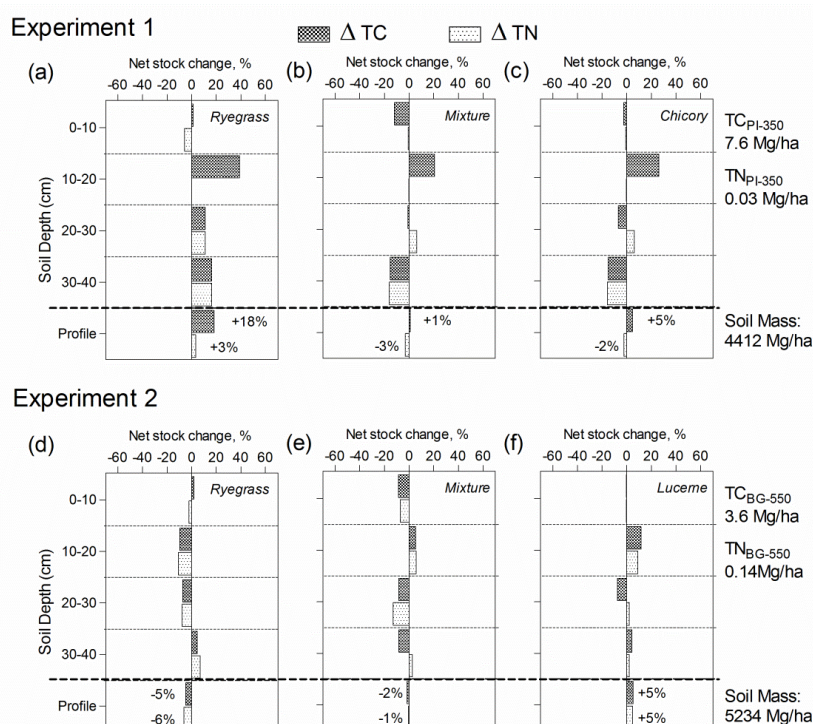 Experiment 1
Δ TC Δ TN
Net stock change, % Net stock change, % Net stock change, %
(a) (b) (c)
-60 -40 -20 0 20 40 60 -60 -40 -20 0 20 40 60 -60 -40 -20 0 20 40 60
Ryegrass Mixture Chicory
0-10
10-20
20-30
30-40
Profile
Soil Depth (cm)
+18% +1% +5%
+3% -3% -2%
TCPI-350
7.6 Mg/ha
TNPI-350
0.03 Mg/ha
Soil Mass:
4412 Mg/ha
Experiment 2
Net stock change, % Net stock change, % Net stock change, %
(d) (e) (f)
-60 -40 -20 0 20 40 60 -60 -40 -20 0 20 40 60 -60 -40 -20 0 20 40 60
Ryegrass Mixture Lucerne
0-10
10-20
20-30
30-40
Profile
Soil Depth (cm)
-5% -2% +5%
-6% -1% +5%
TCBG-550
3.6 Mg/ha
TNBG-550
0.14Mg/ha
Soil Mass:
5234 Mg/ha